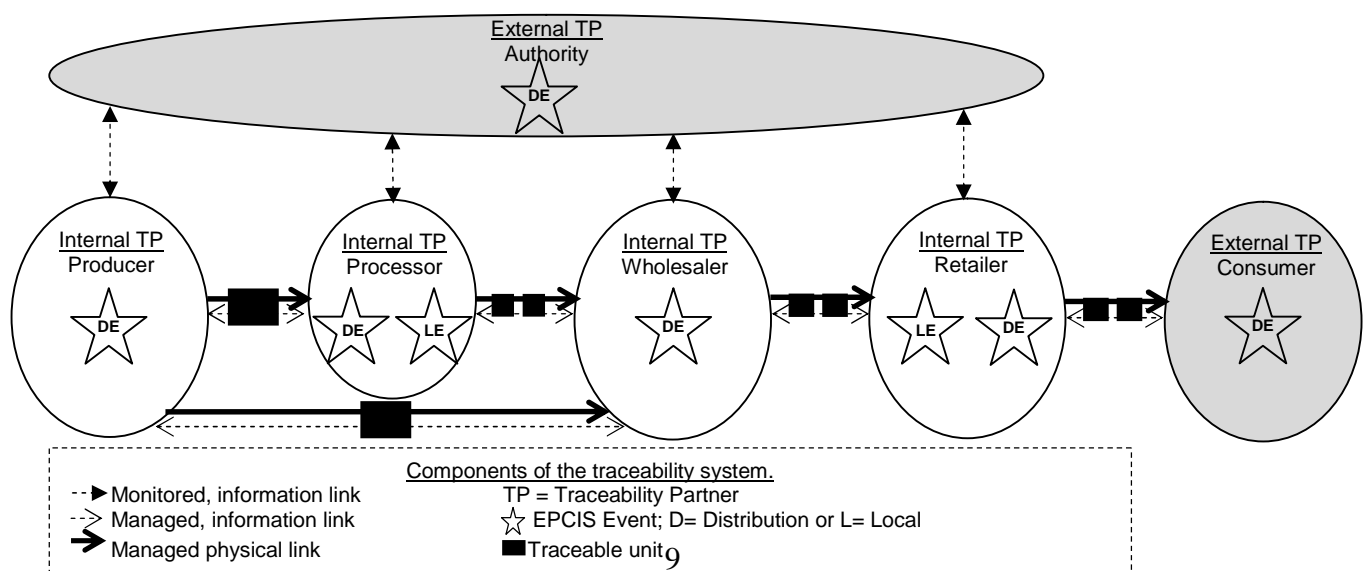 External TP
Authority
DE
Internal TP
Producer
DE
Internal TP
Processor
DE LE
Internal TP
Wholesaler
DE
Internal TP
Retailer
LE DE
External TP
Consumer
DE
Components of the traceability system.
Monitored, information link
TP = Traceability Partner
Managed, information link
EPCIS Event; D= Distribution or L= Local
Managed physical link
Traceable unit
9